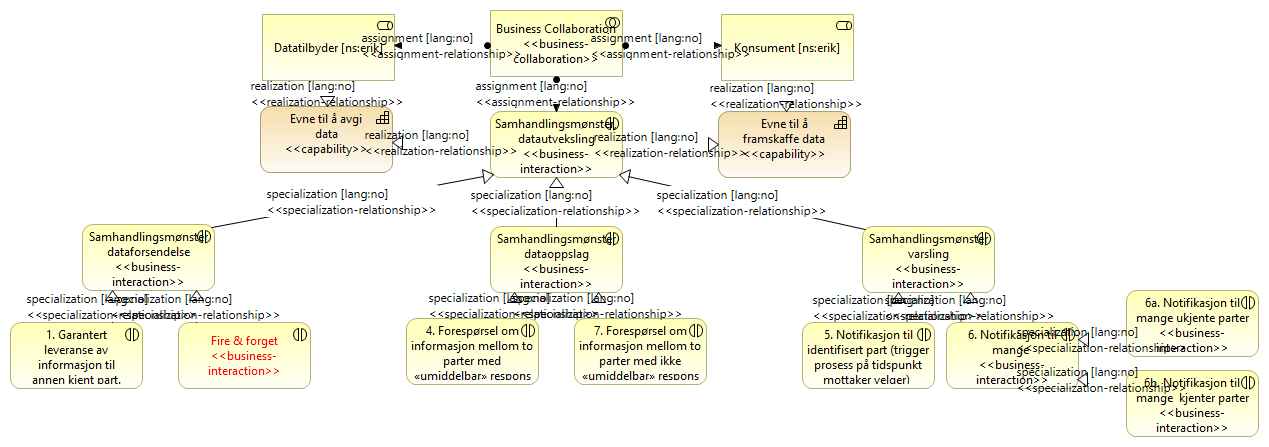 Datatilbyder [ns:erik]
Business Collaboration
<<business-
collaboration>>
Konsument [ns:erik]
assignment [lang:no]
<<assignment-relationship>>
assignment [lang:no]
<<assignment-relationship>>
realization [lang:no]
<<realization-relationship>>
assignment [lang:no]
<<assignment-relationship>>
realization [lang:no]
<<realization-relationship>>
Evne til å avgi
data
<<capability>>
realization [lang:no]
<<realization-relationship>>
Samhandlingsmønster
datautveksling
<<business-
interaction>>
realization [lang:no]
<<realization-relationship>>
Evne til å
framskaffe data
<<capability>>
specialization [lang:no]
<<specialization-relationship>>
specialization [lang:no]
<<specialization-relationship>>
specialization [lang:no]
<<specialization-relationship>>
Samhandlingsmønster
dataforsendelse
<<business-
interaction>>
Samhandlingsmønster
dataoppslag
<<business-
interaction>>
Samhandlingsmønster
varsling
<<business-
interaction>>
specialization [lang:no]
<<specialization-relationship>>
specialization [lang:no]
<<specialization-relationship>>
specialization [lang:no]
<<specialization-relationship>>
specialization [lang:no]
<<specialization-relationship>>
specialization [lang:no]
<<specialization-relationship>>
specialization [lang:no]
<<specialization-relationship>>
1. Garantert
leveranse av
informasjon til
annen kjent part.
Fire & forget
<<business-
interaction>>
4. Forespørsel om
informasjon mellom to
parter med
«umiddelbar» respons
7. Forespørsel om
informasjon mellom to
parter med ikke
«umiddelbar» respons
5. Notifikasjon til
identifisert part (trigger
prosess på tidspunkt
mottaker velger)
6. Notifikasjon til
mange
<<business-
interaction>>
specialization [lang:no]
<<specialization-relationship>>
specialization [lang:no]
<<specialization-relationship>>
6a. Notifikasjon til
mange ukjente parter
<<business-
interaction>>
6b. Notifikasjon til
mange kjenter parter
<<business-
interaction>>